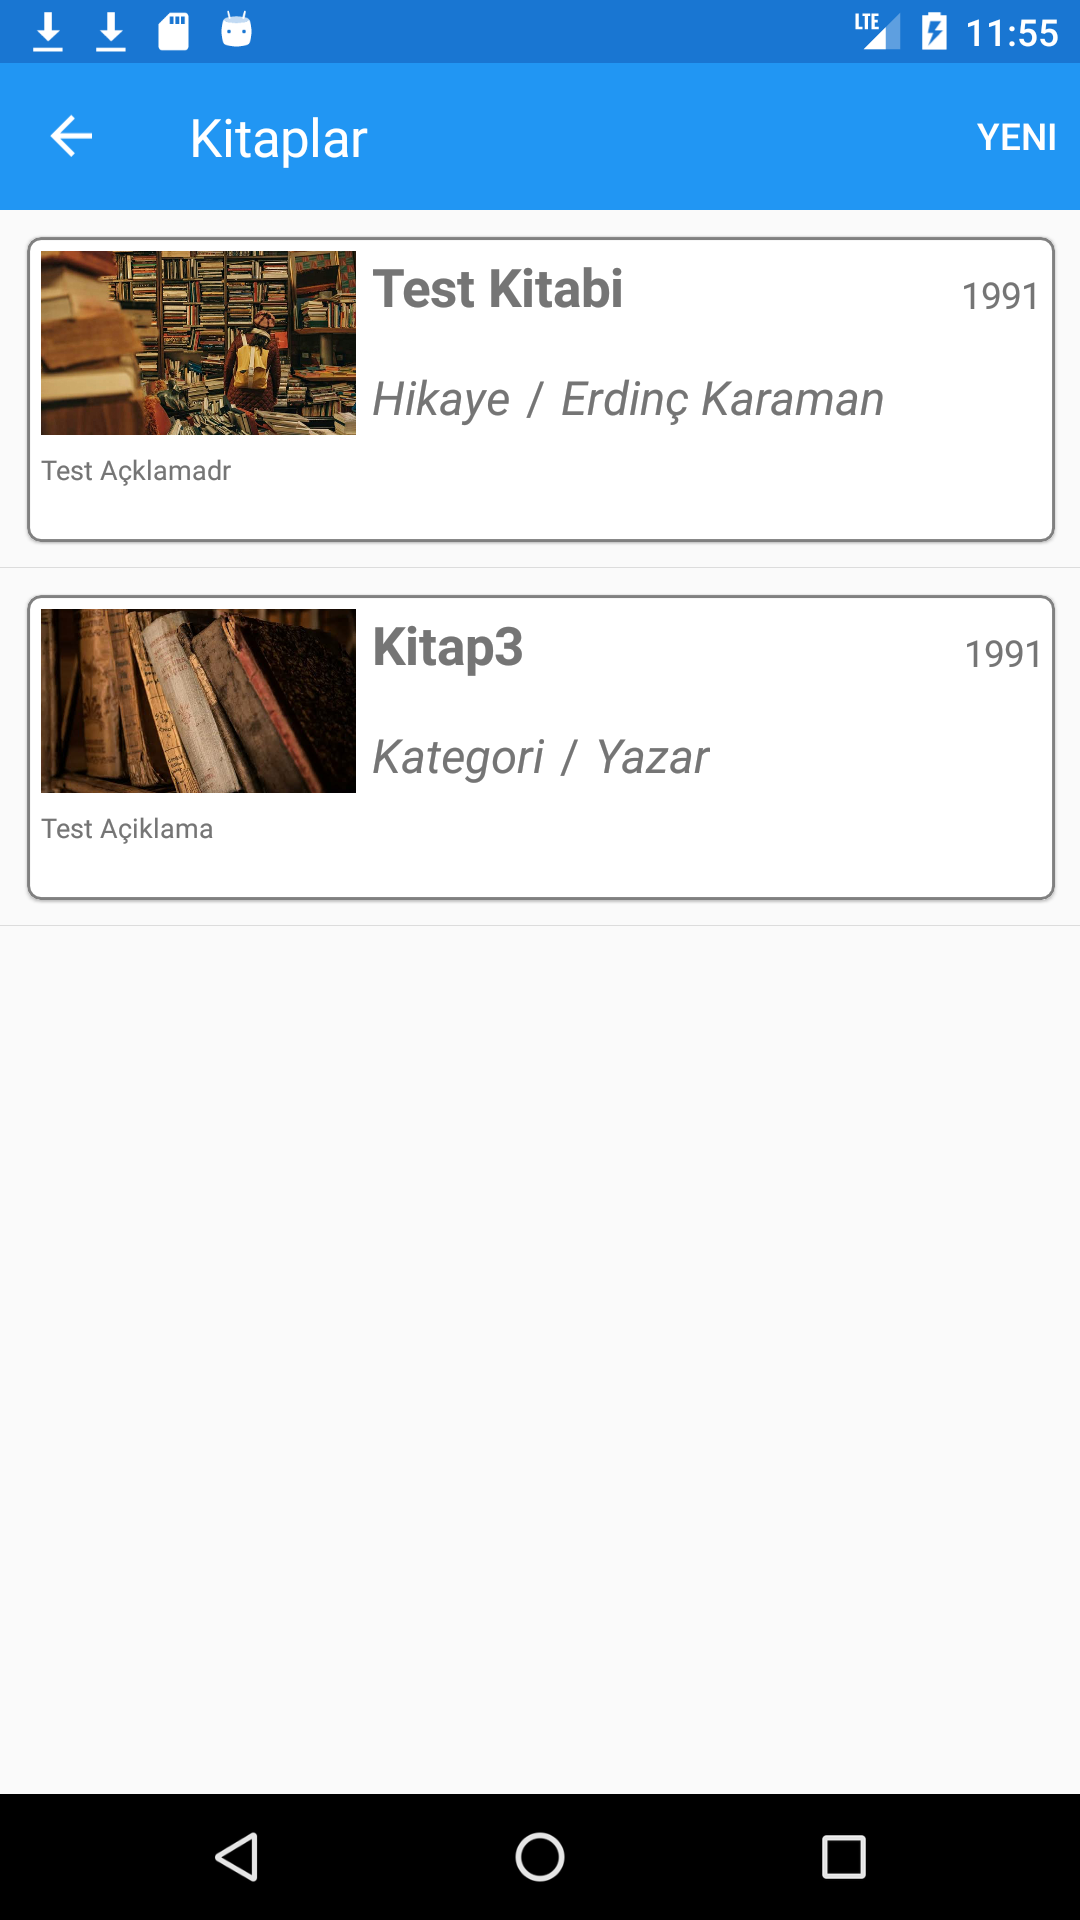 LTE 11:55
Kitaplar YENI
Test Kitabi 1991
Hikaye / Erdinç Karaman
Test Açklamadr
Kitap3 1991
Kategori / Yazar
Test Açiklama